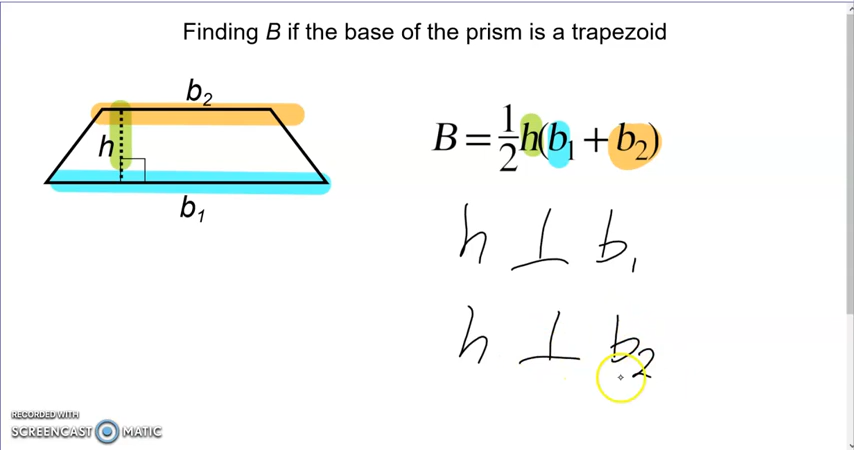 Finding B if the base of the prism is a trapezoid
b₂
h
b₁
B = 1/2 h(b₁ + b₂)
h ⊥ b₁
h ⊥ b₂
RECORDED WITH
SCREENCAST MATIC